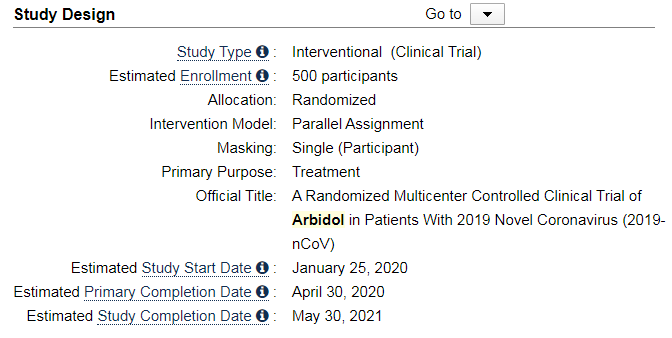 Study Design Go to
Study Type : Interventional (Clinical Trial)
Estimated Enrollment : 500 participants
Allocation: Randomized
Intervention Model: Parallel Assignment
Masking: Single (Participant)
Primary Purpose: Treatment
Official Title: A Randomized Multicenter Controlled Clinical Trial of
Arbidol in Patients With 2019 Novel Coronavirus (2019-
nCoV)
Estimated Study Start Date : January 25, 2020
Estimated Primary Completion Date : April 30, 2020
Estimated Study Completion Date : May 30, 2021